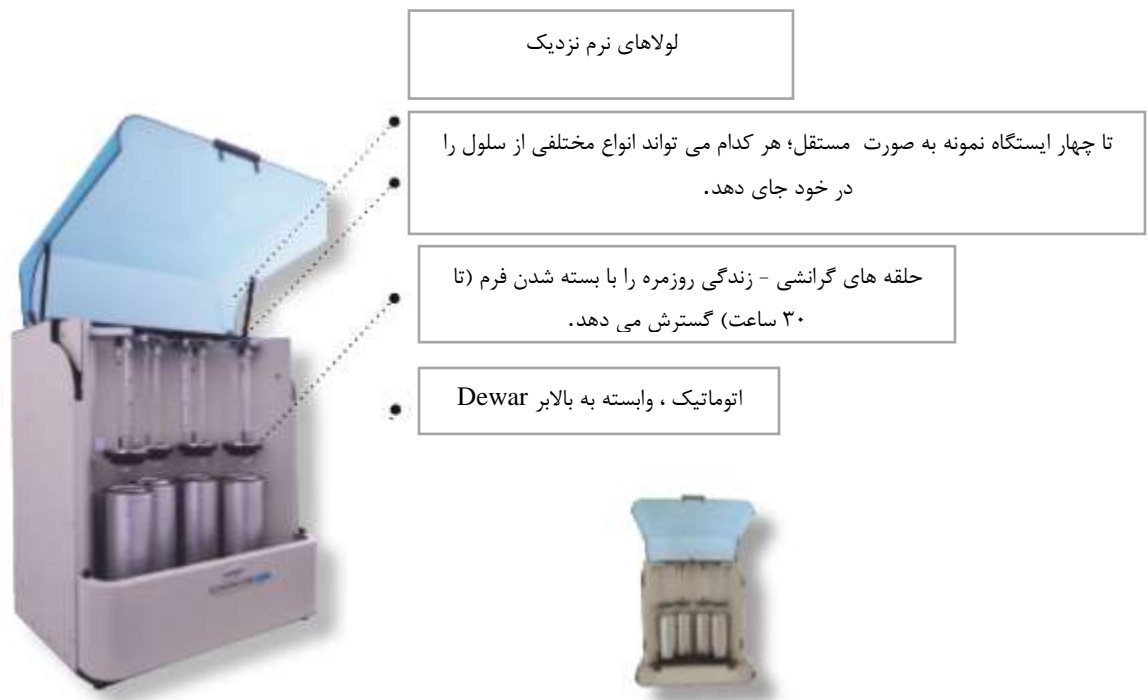 لولاهای نرم نزدیک
تا چهار ایستگاه نمونه به صورت مستقل؛ هر کدام می تواند انواع مختلفی از سلول را
در خود جای دهد.
حلقه های گرانشی - زندگی روزمره را با بسته شدن فرم (تا
۳۰ ساعت) گسترش می دهد.
اتوماتیک ، وابسته به بالابر Dewar